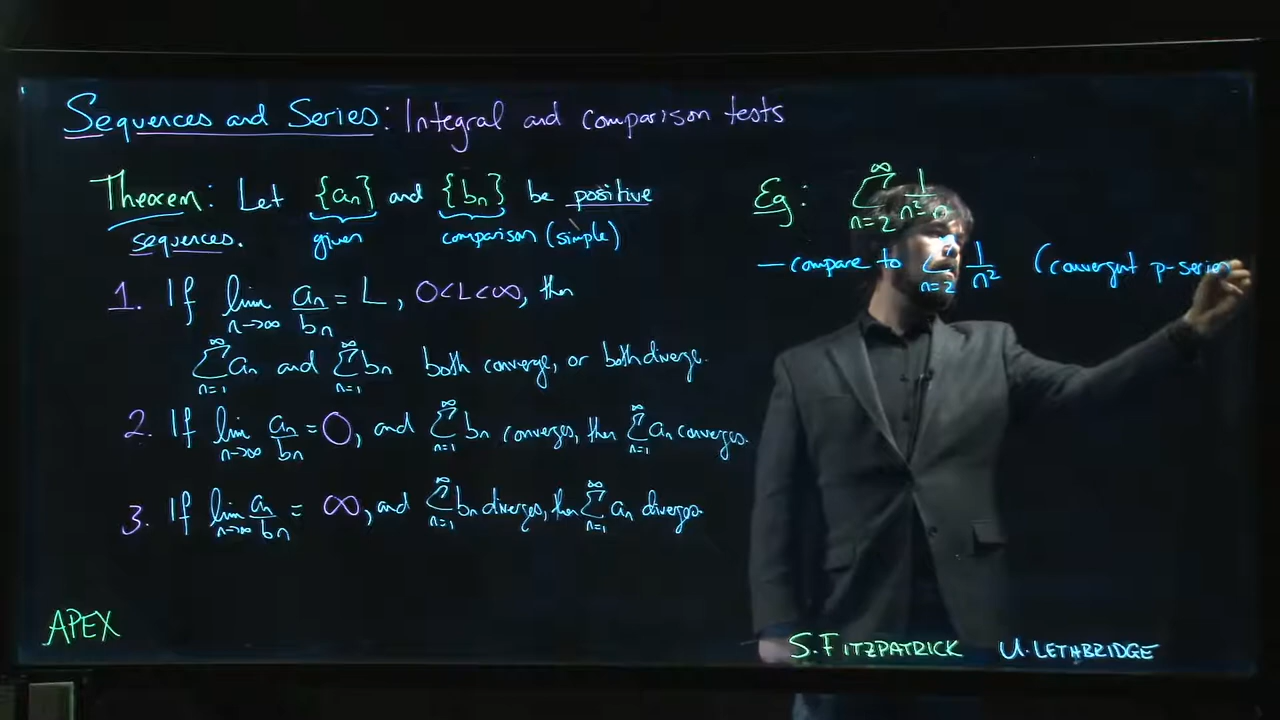 Sequences and Series: Integral and comparison tests
Theorem: Let {aₙ} and {bₙ} be positive
sequences. given comparison (simple)
1. If lim n→∞ aₙ/bₙ = L, 0<L<∞, then
∞ Σ n=1 aₙ and ∞ Σ n=1 bₙ both converge, or both diverge.
2. If lim n→∞ aₙ/bₙ = 0, and ∞ Σ n=1 bₙ converges, then ∞ Σ n=1 aₙ converges.
3. If lim n→∞ aₙ/bₙ = ∞, and ∞ Σ n=1 bₙ diverges, then ∞ Σ n=1 aₙ diverges.
Eg: ∞ Σ n=2 1/n²-n
— compare to ∞ Σ n=2 1/n² (convergent p-series
APEX
S. FITZPATRICK U. LETHBRIDGE